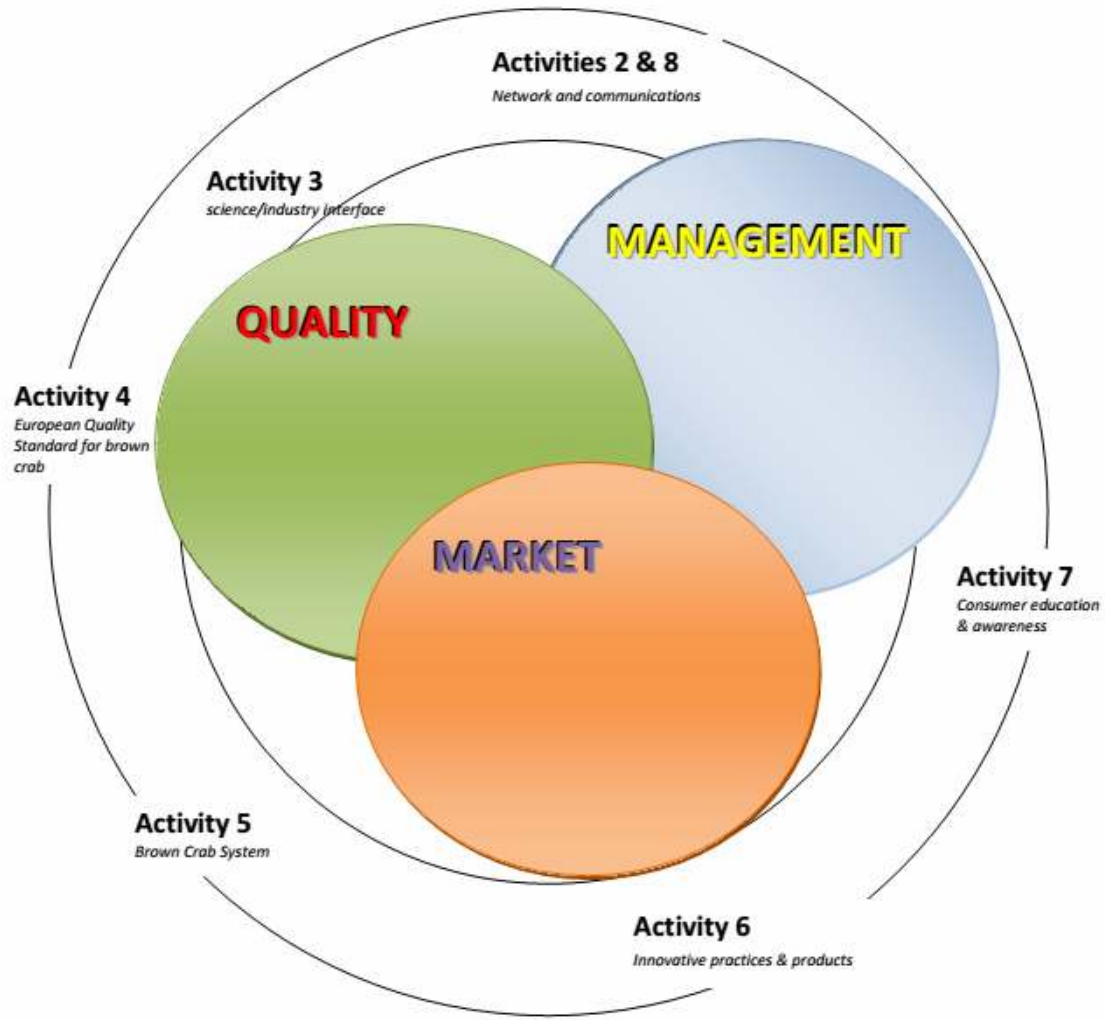 Activities 2 & 8
Network and communications
Activity 3
science/industry interface
MANAGEMENT
QUALITY
Activity 4
European Quality
Standard for brown
crab
MARKET
Activity 7
Consumer education
& awareness
Activity 5
Brown Crab System
Activity 6
Innovative practices & products